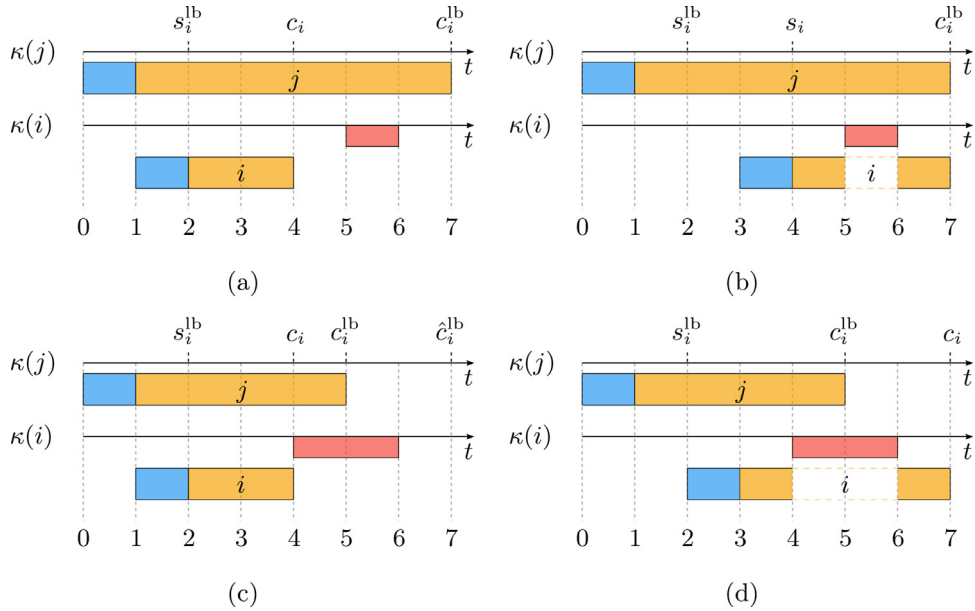 s_i^lb c_i c_i^lb
κ(j) t
j
κ(i) t
i
0 1 2 3 4 5 6 7
(a)
s_i^lb s_i c_i^lb
κ(j) t
j
κ(i) t
i
0 1 2 3 4 5 6 7
(b)
s_i^lb c_i c_i^lb ĉ_i^lb
κ(j) t
j
κ(i) t
i
0 1 2 3 4 5 6 7
(c)
s_i^lb c_i^lb c_i
κ(j) t
j
κ(i) t
i
0 1 2 3 4 5 6 7
(d)